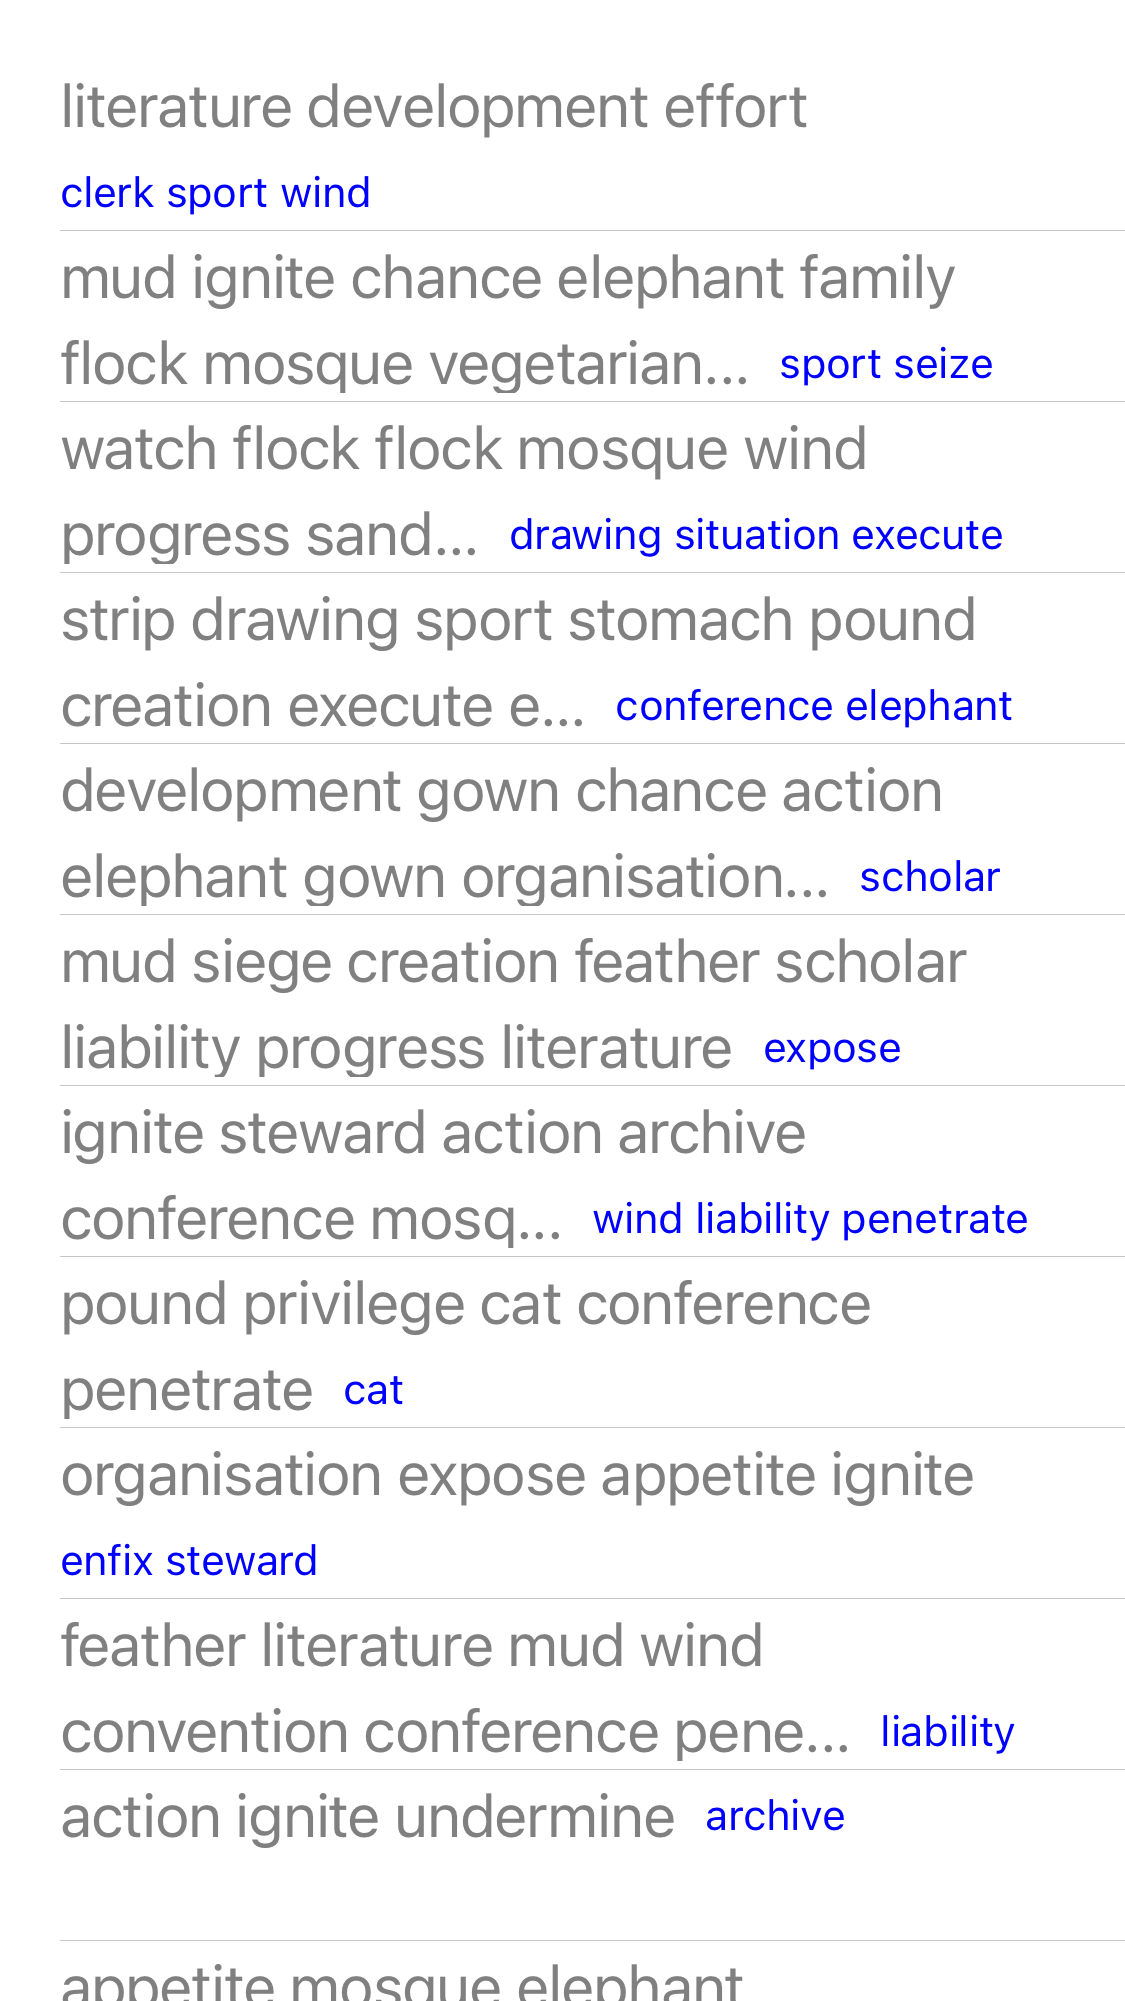 literature development effort
clerk sport wind
mud ignite chance elephant family
flock mosque vegetarian... sport seize
watch flock flock mosque wind
progress sand... drawing situation execute
strip drawing sport stomach pound
creation execute e... conference elephant
development gown chance action
elephant gown organisation... scholar
mud siege creation feather scholar
liability progress literature expose
ignite steward action archive
conference mosq... wind liability penetrate
pound privilege cat conference
penetrate cat
organisation expose appetite ignite
enfix steward
feather literature mud wind
convention conference pene... liability
action ignite undermine archive
appetite mosque elephant